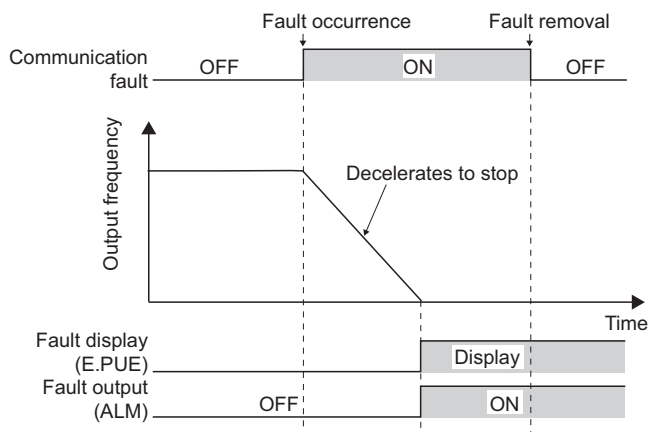 Fault occurrence
Fault removal
Communication
fault
OFF
ON
OFF
Output frequency
Decelerates to stop
Time
Fault display
(E.PUE)
Display
Fault output
(ALM)
OFF
ON